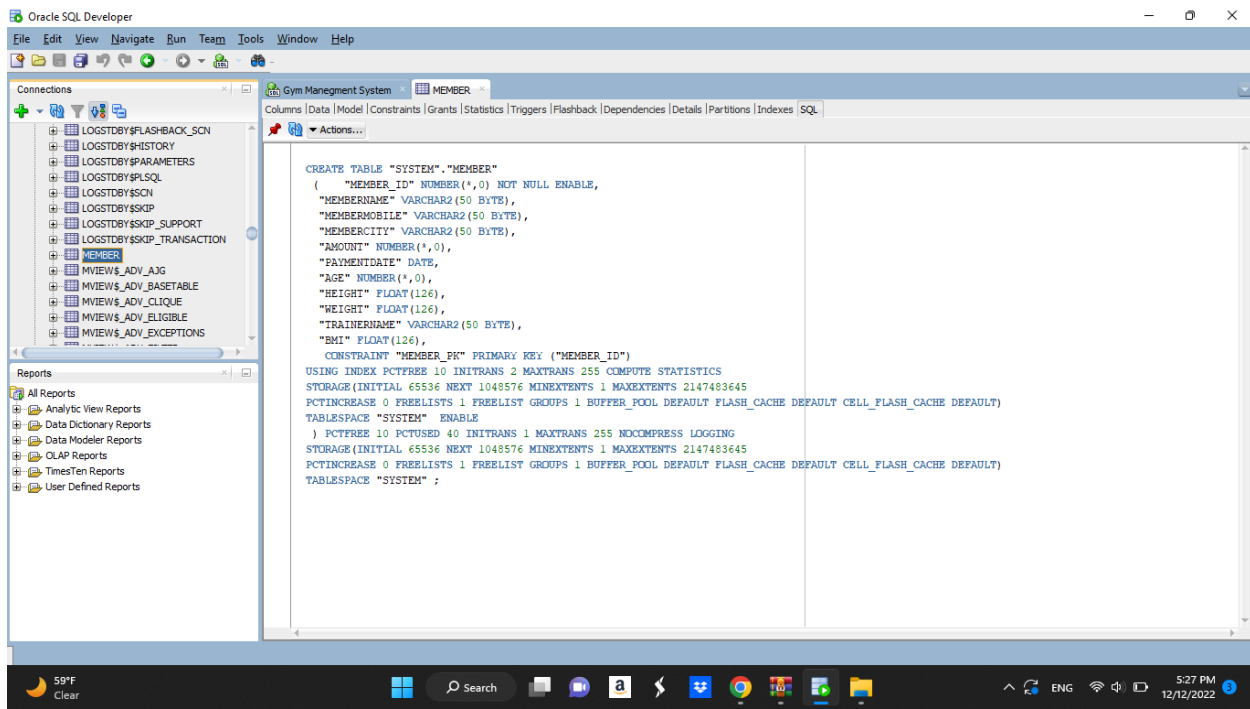 Oracle SQL Developer
File Edit View Navigate Run Team Tools Window Help
Connections
LOGSTDBY$FLASHBACK_SCN
LOGSTDBY$HISTORY
LOGSTDBY$PARAMETERS
LOGSTDBY$PLSQL
LOGSTDBY$SCN
LOGSTDBY$SKIP
LOGSTDBY$SKIP_SUPPORT
LOGSTDBY$SKIP_TRANSACTION
MEMBER
MVIEW$_ADV_AJG
MVIEW$_ADV_BASETABLE
MVIEW$_ADV_CLIQUE
MVIEW$_ADV_ELIGIBLE
MVIEW$_ADV_EXCEPTIONS
Reports
All Reports
Analytic View Reports
Data Dictionary Reports
Data Modeler Reports
OLAP Reports
TimesTen Reports
User Defined Reports
Gym Manegment System MEMBER
Columns |Data |Model |Constraints |Grants |Statistics |Triggers |Flashback |Dependencies |Details |Partitions |Indexes |SQL
Actions...
CREATE TABLE "SYSTEM"."MEMBER"
( "MEMBER_ID" NUMBER(*,0) NOT NULL ENABLE,
"MEMBERNAME" VARCHAR2(50 BYTE),
"MEMBERMOBILE" VARCHAR2(50 BYTE),
"MEMBERCITY" VARCHAR2(50 BYTE),
"AMOUNT" NUMBER(*,0),
"PAYMENTDATE" DATE,
"AGE" NUMBER(*,0),
"HEIGHT" FLOAT(126),
"WEIGHT" FLOAT(126),
"TRAINERNAME" VARCHAR2(50 BYTE),
"BMI" FLOAT(126),
CONSTRAINT "MEMBER_PK" PRIMARY KEY ("MEMBER_ID")
USING INDEX PCTFREE 10 INITRANS 2 MAXTRANS 255 COMPUTE STATISTICS
STORAGE(INITIAL 65536 NEXT 1048576 MINEXTENTS 1 MAXEXTENTS 2147483645
PCTINCREASE 0 FREELISTS 1 FREELIST GROUPS 1 BUFFER_POOL DEFAULT FLASH_CACHE DEFAULT CELL_FLASH_CACHE DEFAULT)
TABLESPACE "SYSTEM" ENABLE
) PCTFREE 10 PCTUSED 40 INITRANS 1 MAXTRANS 255 NOCOMPRESS LOGGING
STORAGE(INITIAL 65536 NEXT 1048576 MINEXTENTS 1 MAXEXTENTS 2147483645
PCTINCREASE 0 FREELISTS 1 FREELIST GROUPS 1 BUFFER_POOL DEFAULT FLASH_CACHE DEFAULT CELL_FLASH_CACHE DEFAULT)
TABLESPACE "SYSTEM" ;
59°F
Clear
Search
ENG
5:27 PM
12/12/2022
3